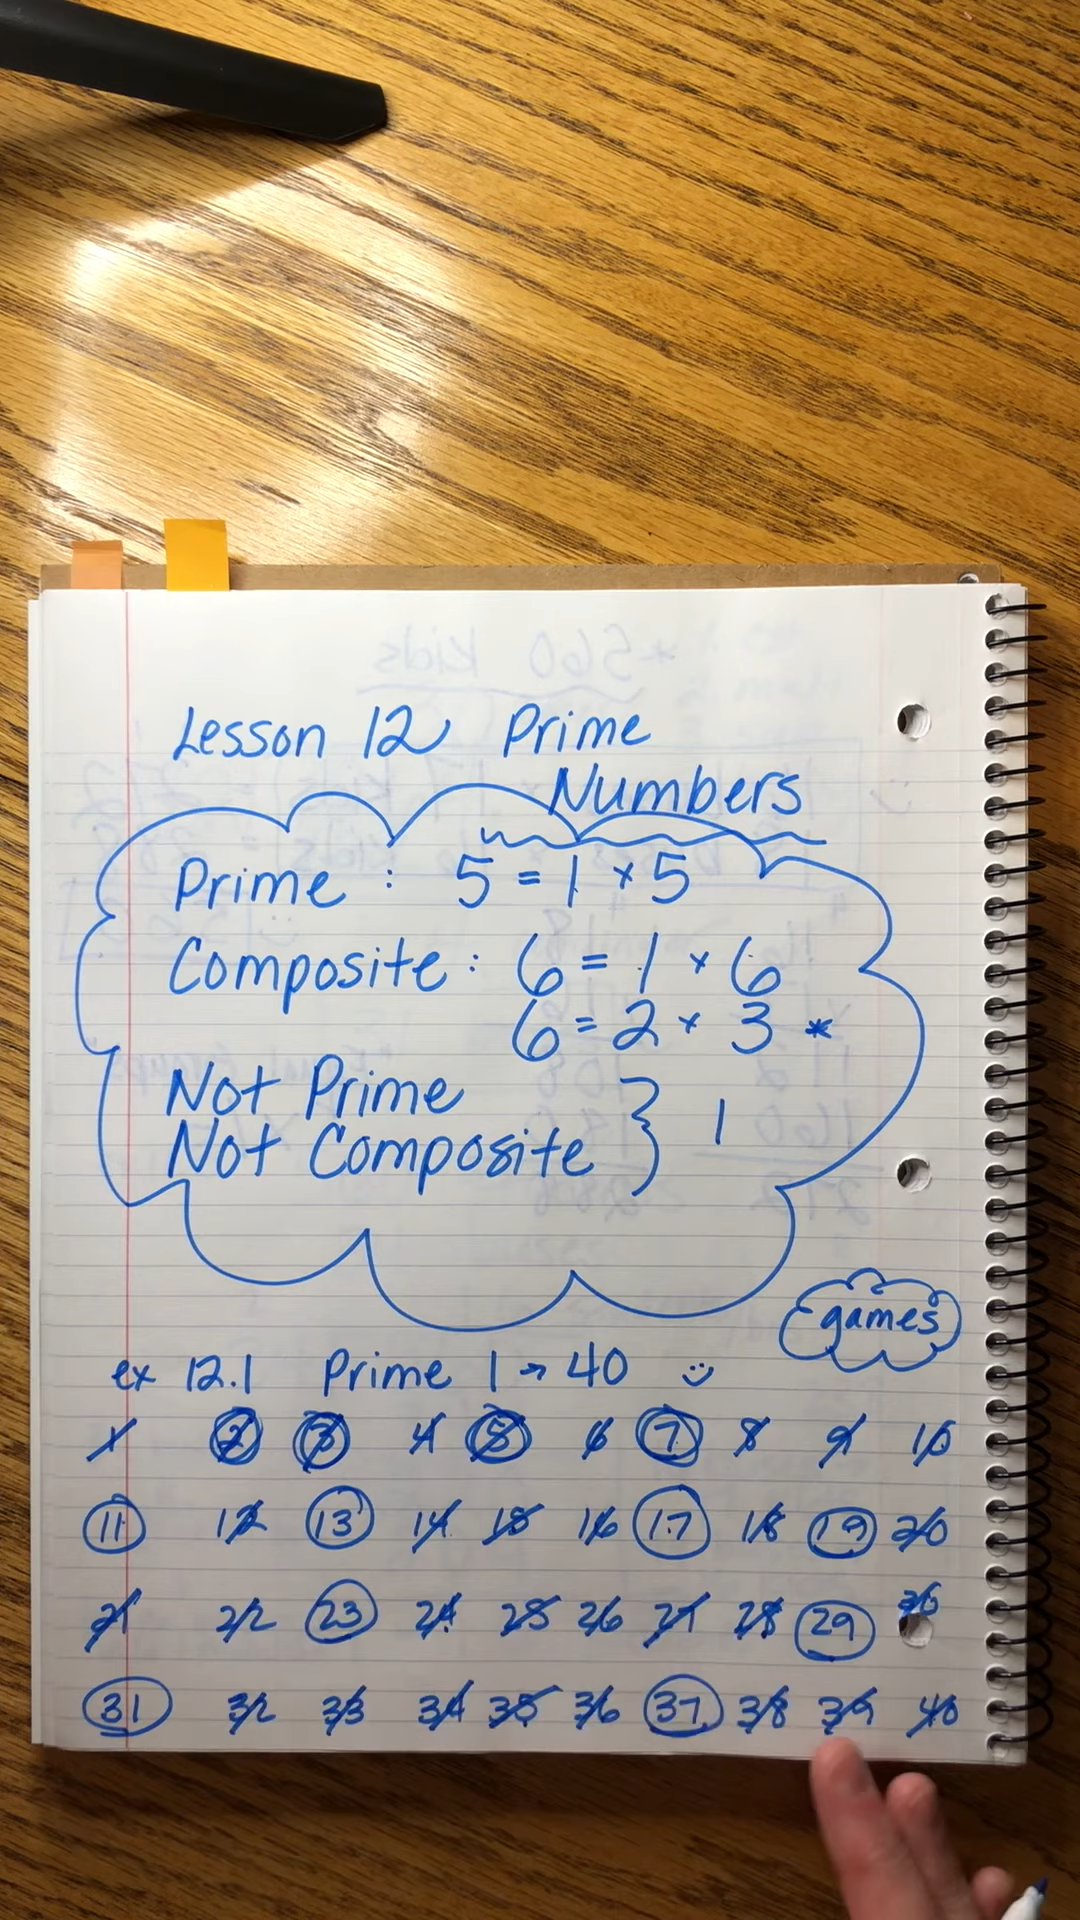 Lesson 12 Prime
Numbers
Prime : 5 = 1 × 5
Composite : 6 = 1 × 6
6 = 2 × 3 *
Not Prime
Not Composite } 1
games
ex 12.1 Prime 1 → 40
1 2 3 4 5 6 7 8 9 10
11 12 13 14 15 16 17 18 19 20
21 22 23 24 25 26 27 28 29 30
31 32 33 34 35 36 37 38 39 40